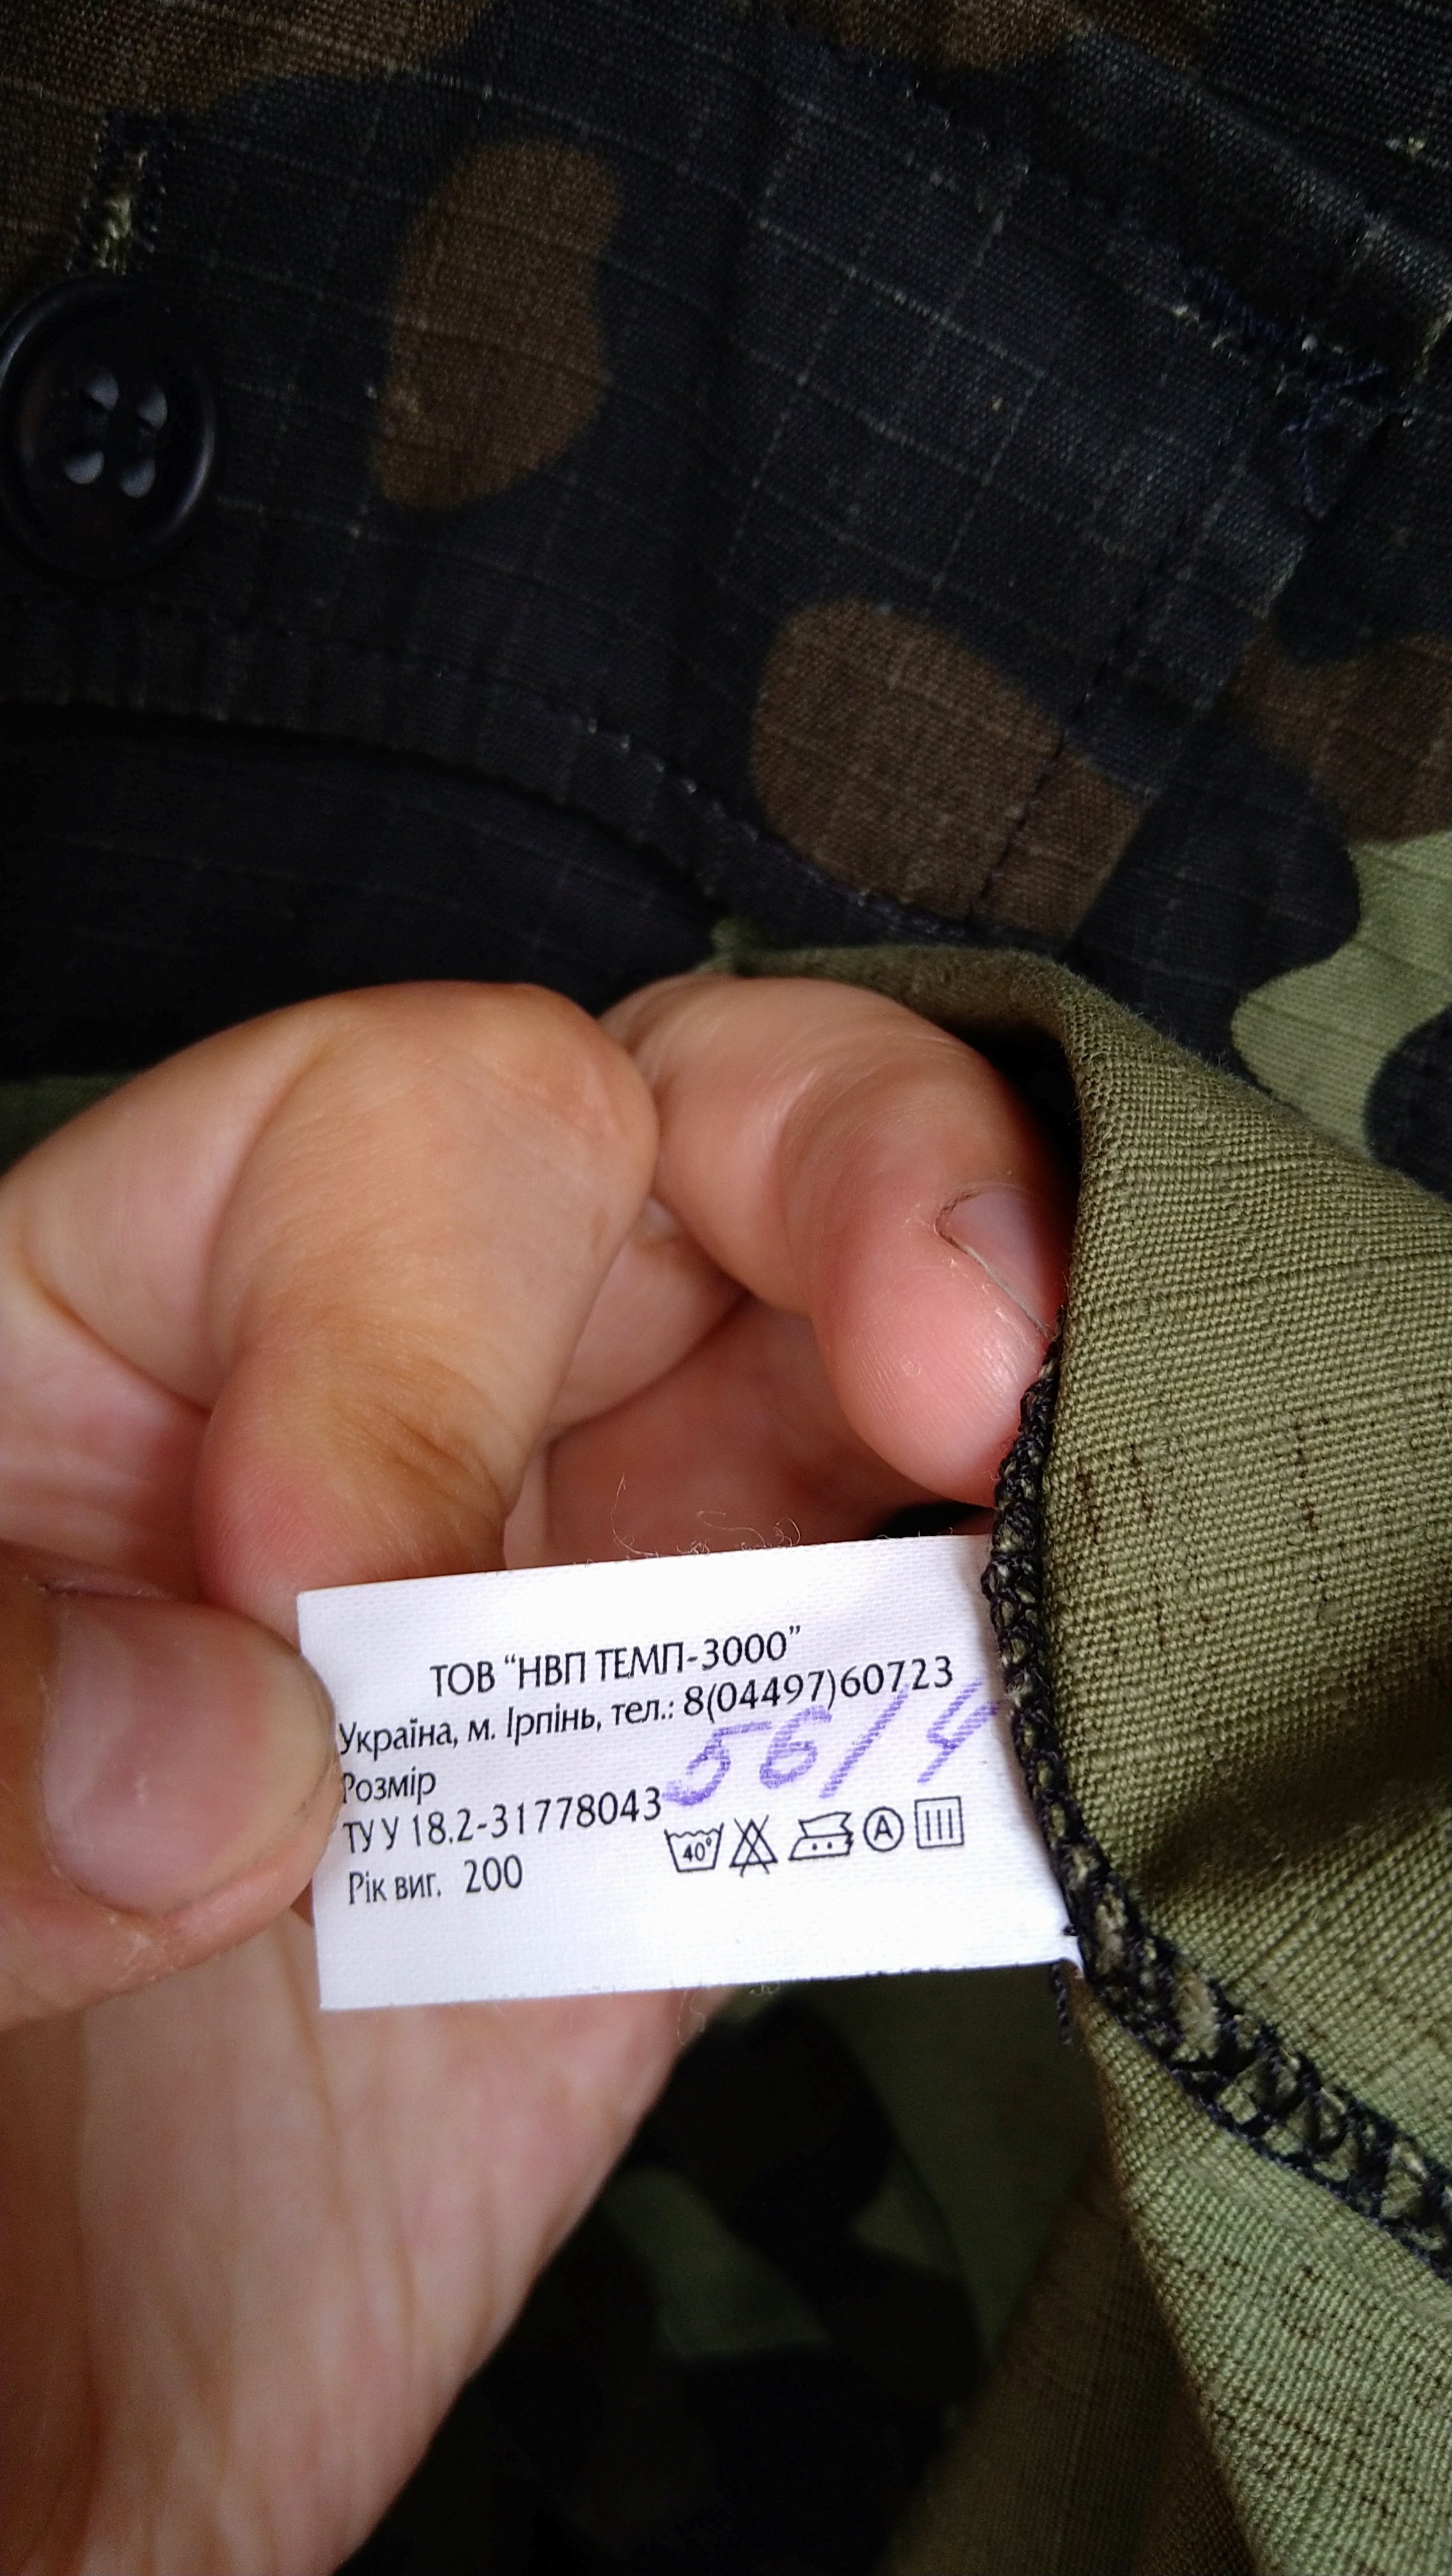 ТОВ “НВП ТЕМП-3000”
Україна, м. Ірпінь, тел.: 8(04497)60723
Розмір 56/4
ТУ У 18.2-31778043
40°
A
Рік виг. 200